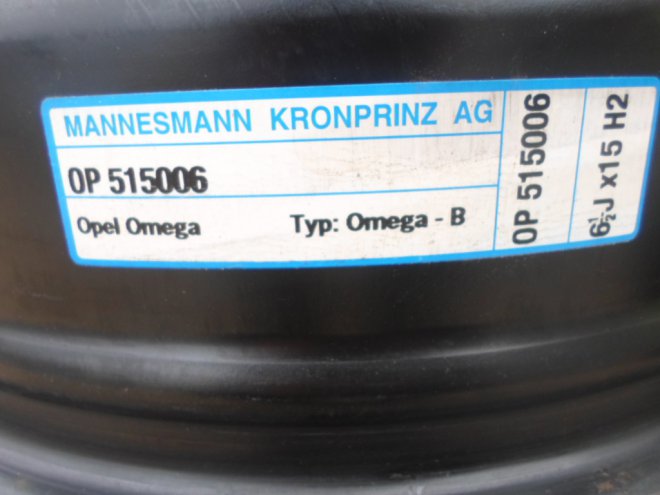 MANNESMANN KRONPRINZ AG
OP 515006
Opel Omega Typ: Omega - B
OP 515006
6½J x15 H2